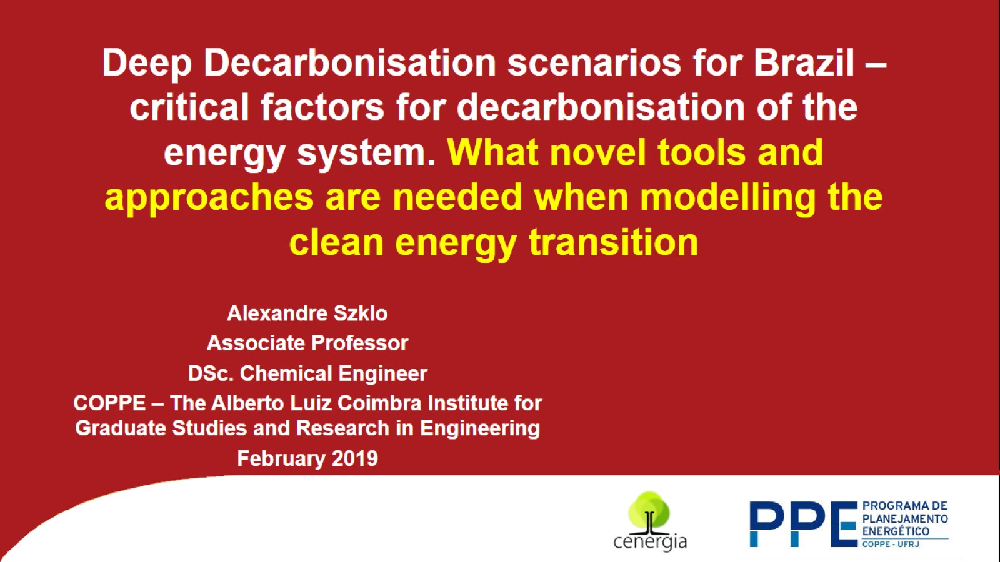 Deep Decarbonisation scenarios for Brazil –
critical factors for decarbonisation of the
energy system. What novel tools and
approaches are needed when modelling the
clean energy transition
Alexandre Szklo
Associate Professor
DSc. Chemical Engineer
COPPE – The Alberto Luiz Coimbra Institute for
Graduate Studies and Research in Engineering
February 2019
cenergia
PPE
PROGRAMA DE
PLANEJAMENTO
ENERGÉTICO
COPPE - UFRJ